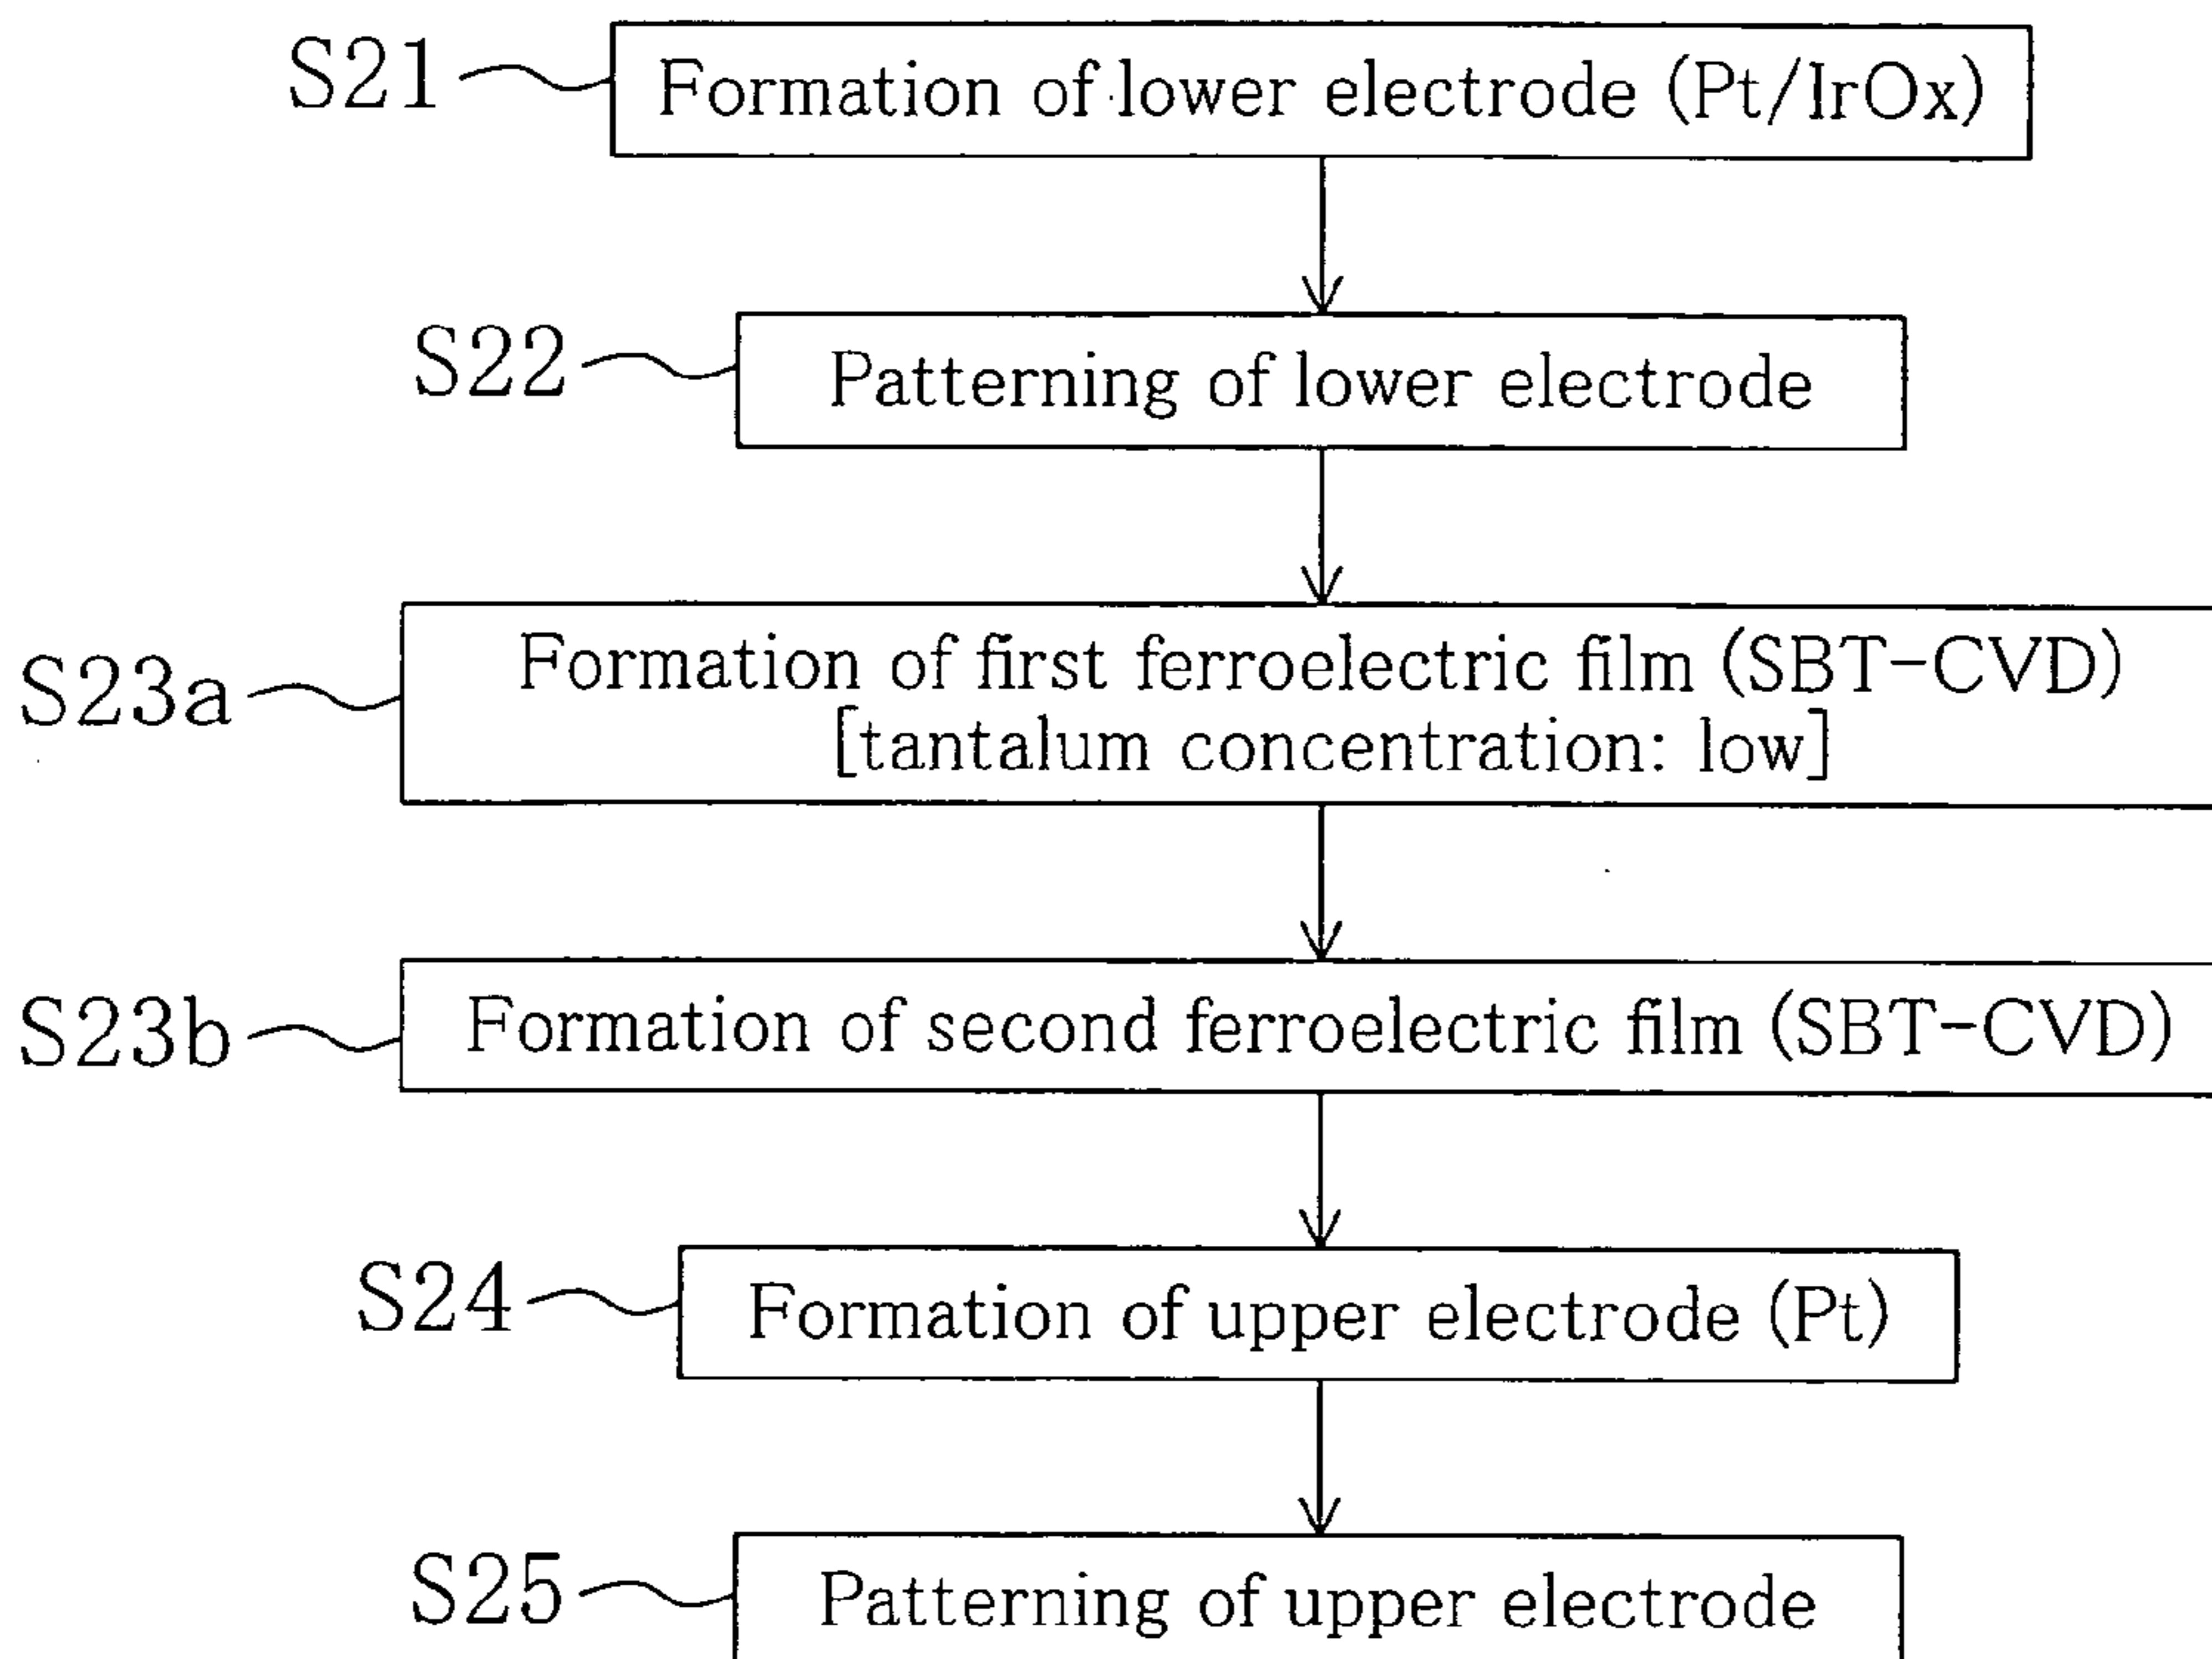 S21 Formation of lower electrode (Pt/IrOx)
S22 Patterning of lower electrode
S23a Formation of first ferroelectric film (SBT-CVD)
[tantalum concentration: low]
S23b Formation of second ferroelectric film (SBT-CVD)
S24 Formation of upper electrode (Pt)
S25 Patterning of upper electrode